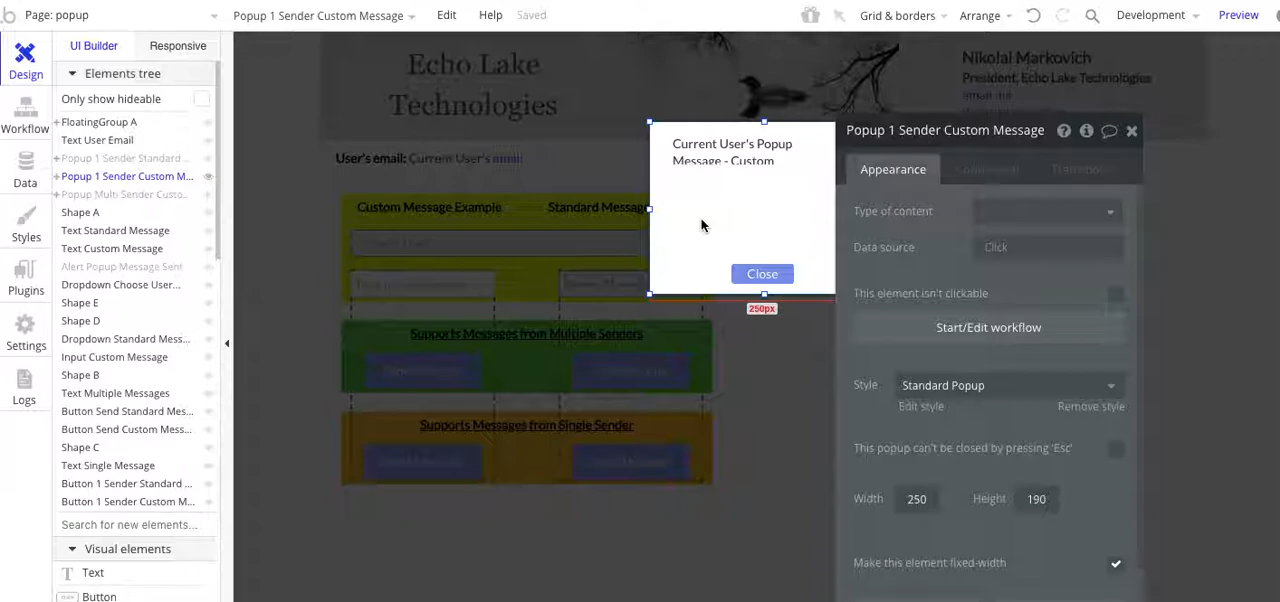 Page: popup
Popup 1 Sender Custom Message
Edit
Help
Saved
Grid & borders
Arrange
Development
Preview
UI Builder
Responsive
Design
Workflow
Data
Styles
Plugins
Settings
Logs
Elements tree
Only show hideable
FloatingGroup A
Text User Email
Popup 1 Sender Standard ...
Popup 1 Sender Custom M...
Popup Multi Sender Custo...
Shape A
Text Standard Message
Text Custom Message
Alert Popup Message Sent
Dropdown Choose User...
Shape E
Shape D
Dropdown Standard Mess...
Input Custom Message
Shape B
Text Multiple Messages
Button Send Standard Mes...
Button Send Custom Mess...
Shape C
Text Single Message
Button 1 Sender Standard ...
Button 1 Sender Custom M...
Search for new elements...
Visual elements
Text
Button
Echo Lake
Technologies
Nikolai Markovich
President, Echo Lake Technologies
User's email: Current User's email
Custom Message Example
Standard Message
Supports Messages from Multiple Senders
Supports Messages from Single Sender
Current User's Popup
Message - Custom
Close
250px
Popup 1 Sender Custom Message
Appearance
Conditional
Transitions
Type of content
Data source
Click
This element isn't clickable
Start/Edit workflow
Style
Standard Popup
Edit style
Remove style
This popup can't be closed by pressing 'Esc'
Width
250
Height
190
Make this element fixed-width